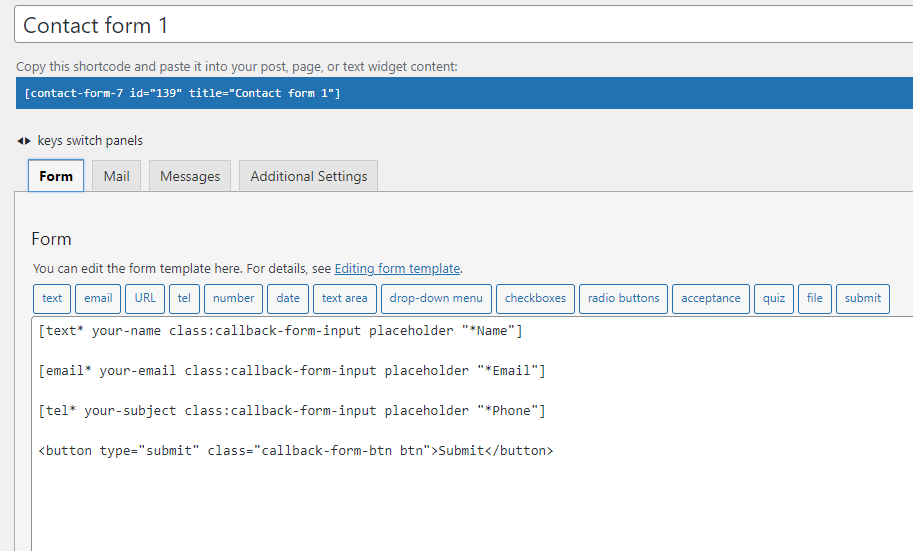 Contact form 1
Copy this shortcode and paste it into your post, page, or text widget content:
[contact-form-7 id="139" title="Contact form 1"]
keys switch panels
Form Mail Messages Additional Settings
Form
You can edit the form template here. For details, see Editing form template.
text email URL tel number date text area drop-down menu checkboxes radio buttons acceptance quiz file submit
[text* your-name class:callback-form-input placeholder "*Name"]
[email* your-email class:callback-form-input placeholder "*Email"]
[tel* your-subject class:callback-form-input placeholder "*Phone"]
<button type="submit" class="callback-form-btn btn">Submit</button>